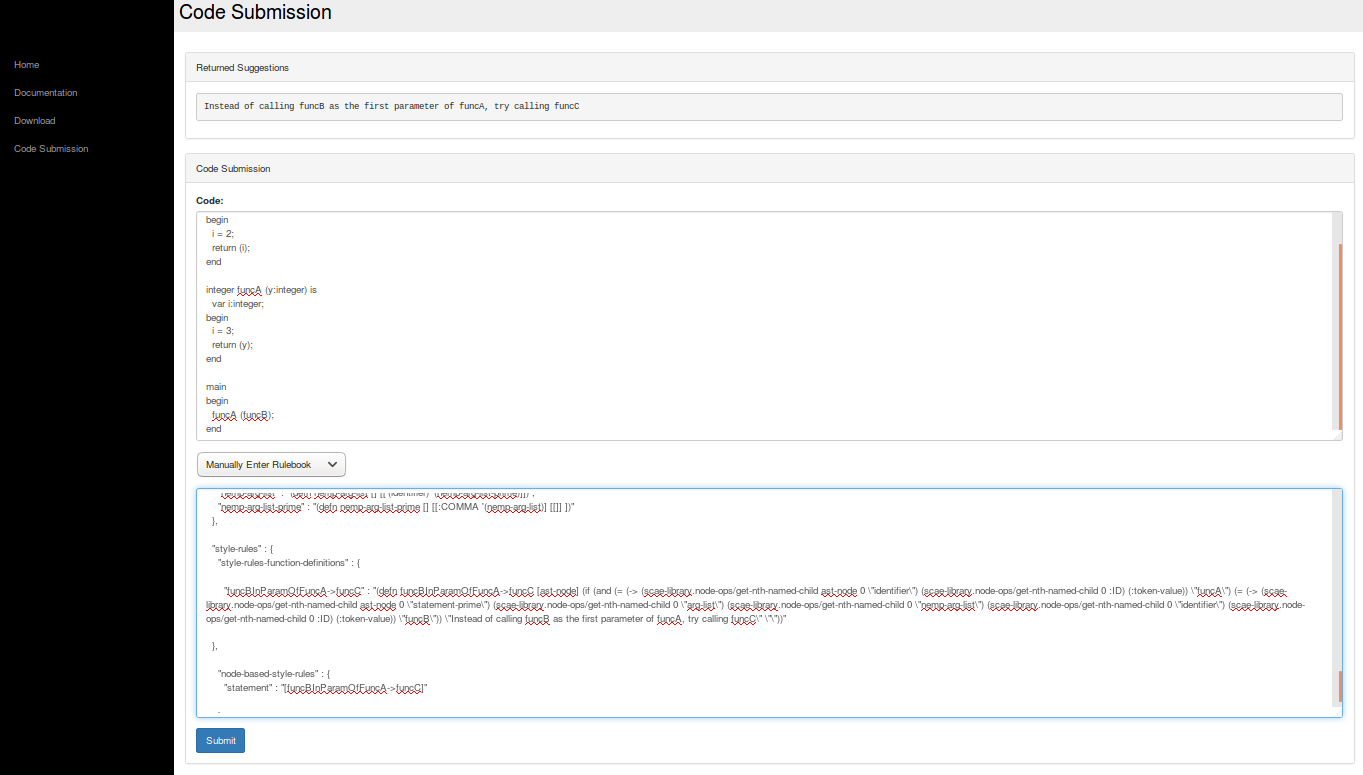 Code Submission
Home
Documentation
Download
Code Submission
Returned Suggestions
Instead of calling funcB as the first parameter of funcA, try calling funcC
Code Submission
Code:
begin
i = 2;
return (i);
end
integer funcA (y:integer) is
var i:integer;
begin
i = 3;
return (y);
end
main
begin
funcA (funcB);
end
Manually Enter Rulebook
"nemp-arg-list-prime" : "(defn nemp-arg-list-prime [] [[:COMMA `(nemp-arg-list)] [[]] ])"
},
"style-rules" : {
"style-rules-function-definitions" : {
"funcBInParamOfFuncA->funcC" : "(defn funcBInParamOfFuncA->funcC [ast-node] (if (and (= (-> (scae-library.node-ops/get-nth-named-child ast-node 0 \"identifier\") (scae-library.node-ops/get-nth-named-child 0 :ID) (:token-value)) \"funcA\") (= (-> (scae-
library.node-ops/get-nth-named-child ast-node 0 \"statement-prime\") (scae-library.node-ops/get-nth-named-child 0 \"arg-list\") (scae-library.node-ops/get-nth-named-child 0 \"nemp-arg-list\") (scae-library.node-ops/get-nth-named-child 0 \"identifier\") (scae-library.node-
ops/get-nth-named-child 0 :ID) (:token-value)) \"funcB\")) \"Instead of calling funcB as the first parameter of funcA, try calling funcC\" \"\"))"
},
"node-based-style-rules" : {
"statement" : "[funcBInParamOfFuncA->funcC]"
Submit